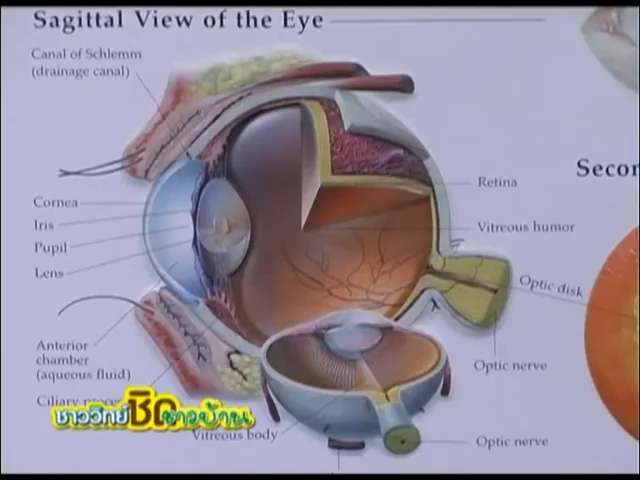 Sagittal View of the Eye
Canal of Schlemm
(drainage canal)
Cornea
Iris
Pupil
Lens
Anterior
chamber
(aqueous fluid)
Ciliary
ชาววิทย์ชิดชาวบ้าน
Vitreous body
Retina
Vitreous humor
Optic disk
Optic nerve
Optic nerve
Secon